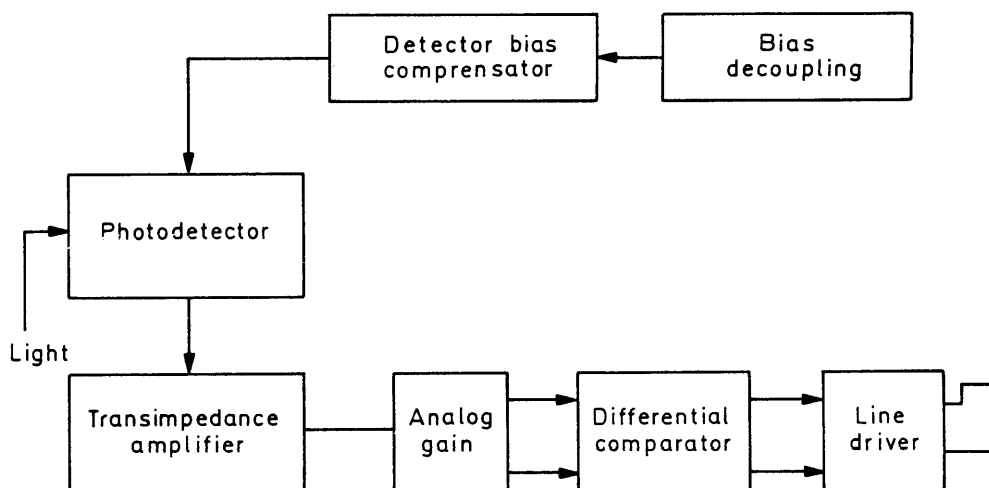 Detector bias
comprensator
Bias
decoupling
Photodetector
Light
Transimpedance
amplifier
Analog
gain
Differential
comparator
Line
driver